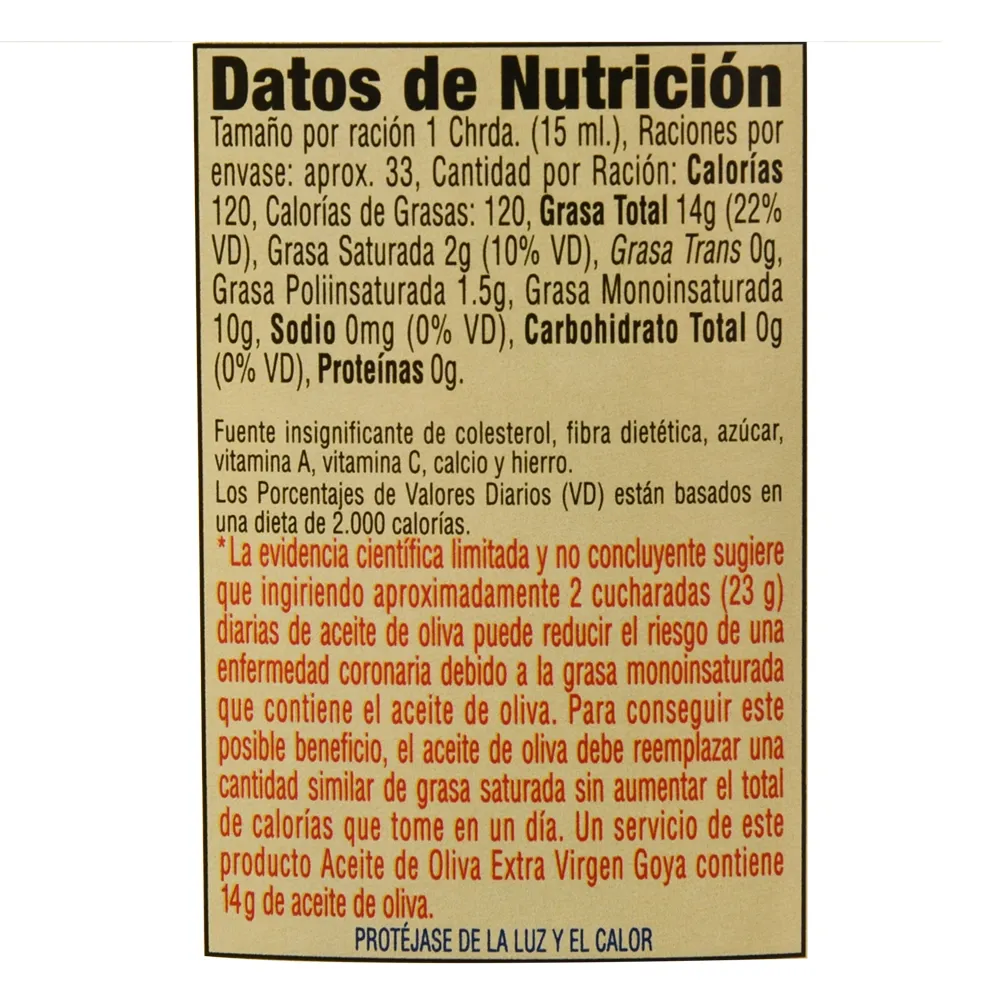 Datos de Nutrición
Tamaño por ración 1 Chrda. (15 ml.), Raciones por
envase: aprox. 33, Cantidad por Ración: Calorías
120, Calorías de Grasas: 120, Grasa Total 14g (22%
VD), Grasa Saturada 2g (10% VD), Grasa Trans 0g,
Grasa Poliinsaturada 1.5g, Grasa Monoinsaturada
10g, Sodio 0mg (0% VD), Carbohidrato Total 0g
(0% VD), Proteínas 0g.
Fuente insignificante de colesterol, fibra dietética, azúcar,
vitamina A, vitamina C, calcio y hierro.
Los Porcentajes de Valores Diarios (VD) están basados en
una dieta de 2.000 calorías.
*La evidencia científica limitada y no concluyente sugiere
que ingiriendo aproximadamente 2 cucharadas (23 g)
diarias de aceite de oliva puede reducir el riesgo de una
enfermedad coronaria debido a la grasa monoinsaturada
que contiene el aceite de oliva. Para conseguir este
posible beneficio, el aceite de oliva debe reemplazar una
cantidad similar de grasa saturada sin aumentar el total
de calorías que tome en un día. Un servicio de este
producto Aceite de Oliva Extra Virgen Goya contiene
14g de aceite de oliva.
PROTÉJASE DE LA LUZ Y EL CALOR